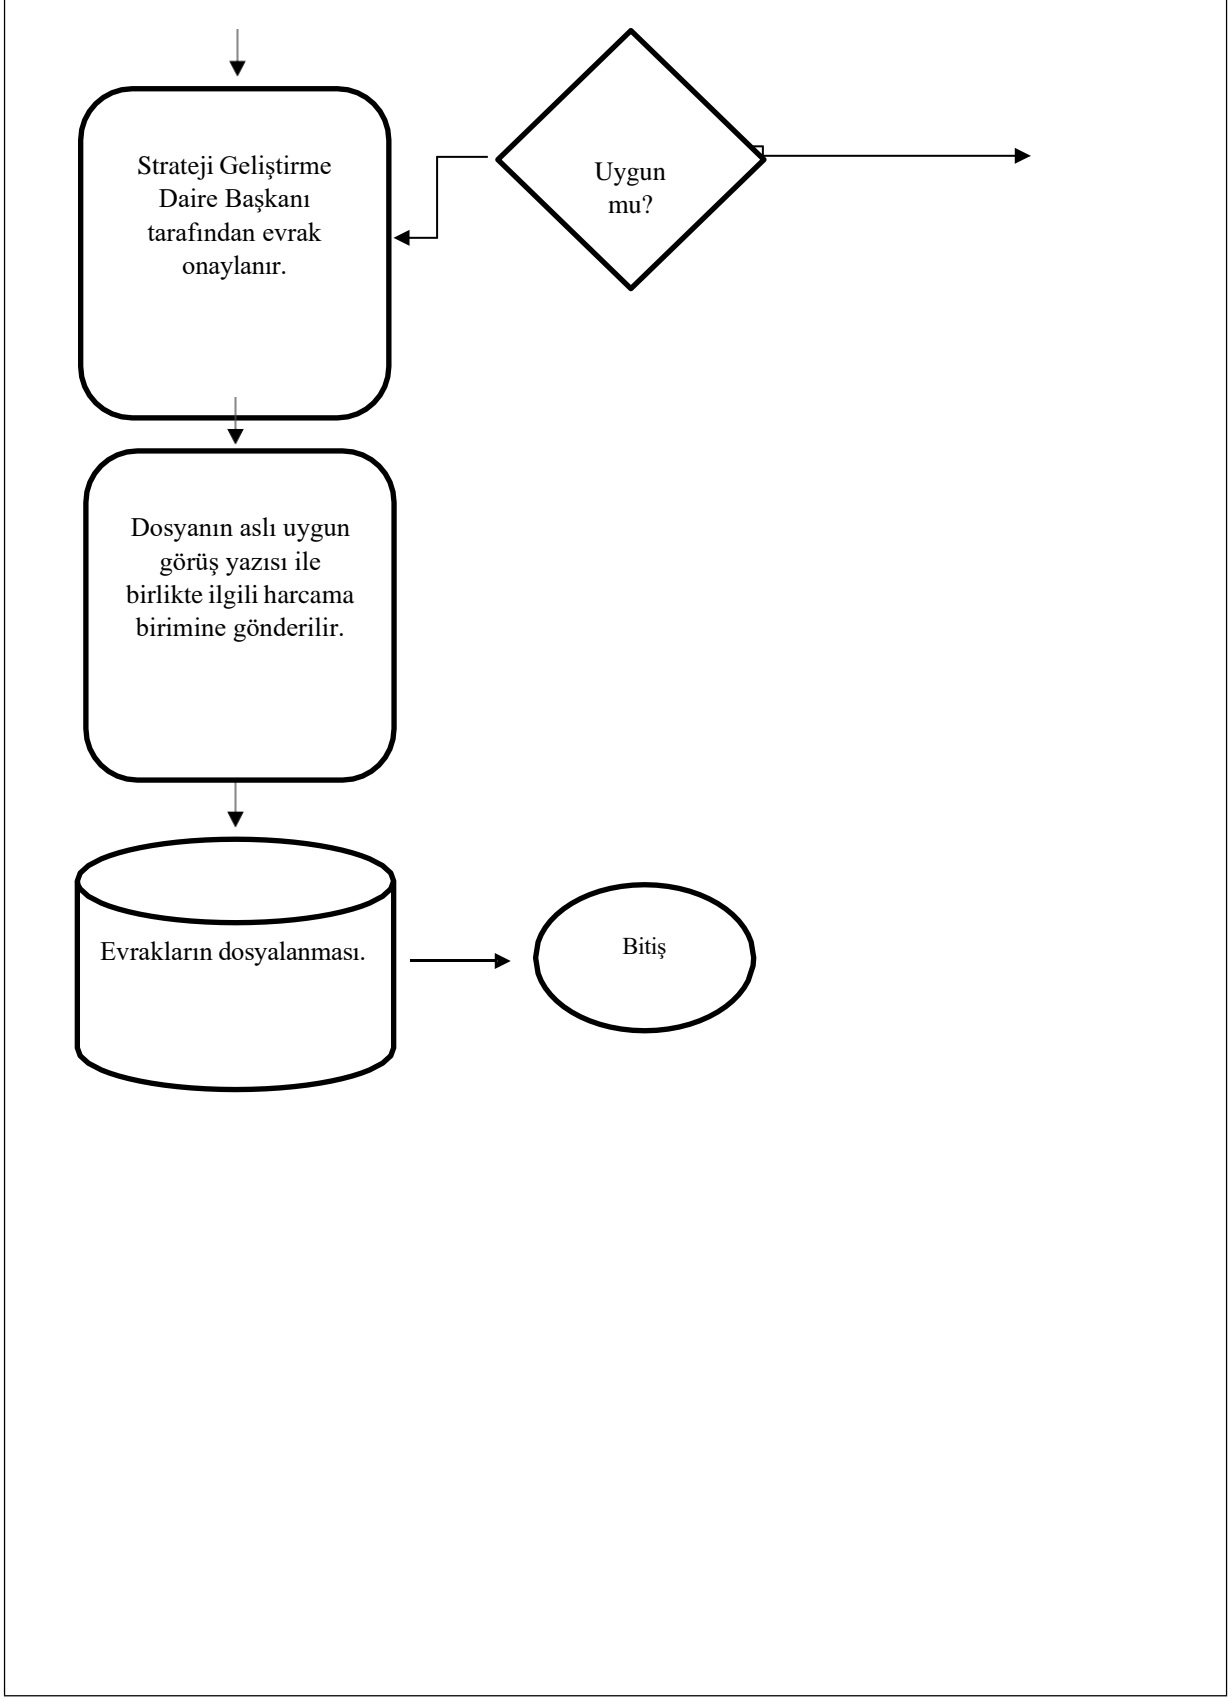 Strateji Geliştirme
Daire Başkanı
tarafından evrak
onaylanır.
Uygun
mu?
Dosyanın aslı uygun
görüş yazısı ile
birlikte ilgili harcama
birimine gönderilir.
Evrakların dosyalanması.
Bitiş